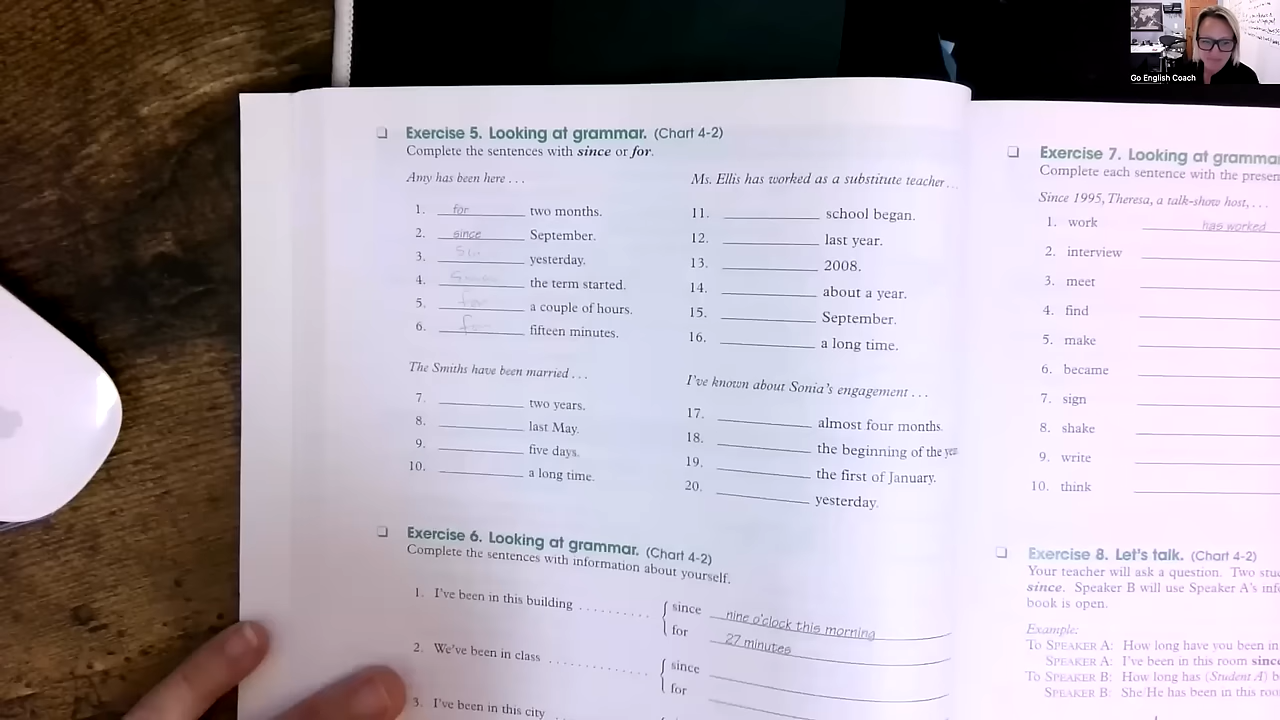 Go English Coach
Exercise 5. Looking at grammar. (Chart 4-2)
Complete the sentences with since or for.
Amy has been here . . .
1. for two months.
2. since September.
3. yesterday.
4. the term started.
5. for a couple of hours.
6. fifteen minutes.
The Smiths have been married . . .
7. two years.
8. last May.
9. five days.
10. a long time.
Ms. Ellis has worked as a substitute teacher . . .
11. school began.
12. last year.
13. 2008.
14. about a year.
15. September.
16. a long time.
I've known about Sonia's engagement . . .
17. almost four months.
18. the beginning of the year
19. the first of January.
20. yesterday.
Exercise 6. Looking at grammar. (Chart 4-2)
Complete the sentences with information about yourself.
1. I've been in this building . . . . . . . . . . since nine o'clock this morning
for 27 minutes
2. We've been in class . . . . . . . . . . . . . . since
for
3. I've been in this city
Exercise 7. Looking at gramma
Complete each sentence with the presen
Since 1995, Theresa, a talk-show host, . . .
1. work has worked
2. interview
3. meet
4. find
5. make
6. became
7. sign
8. shake
9. write
10. think
Exercise 8. Let's talk. (Chart 4-2)
Your teacher will ask a question. Two stu
since. Speaker B will use Speaker A's inf
book is open.
Example:
To SPEAKER A: How long have you been in
SPEAKER A: I've been in this room sinc
To SPEAKER B: How long has (Student A) b
SPEAKER B: She/He has been in this roo